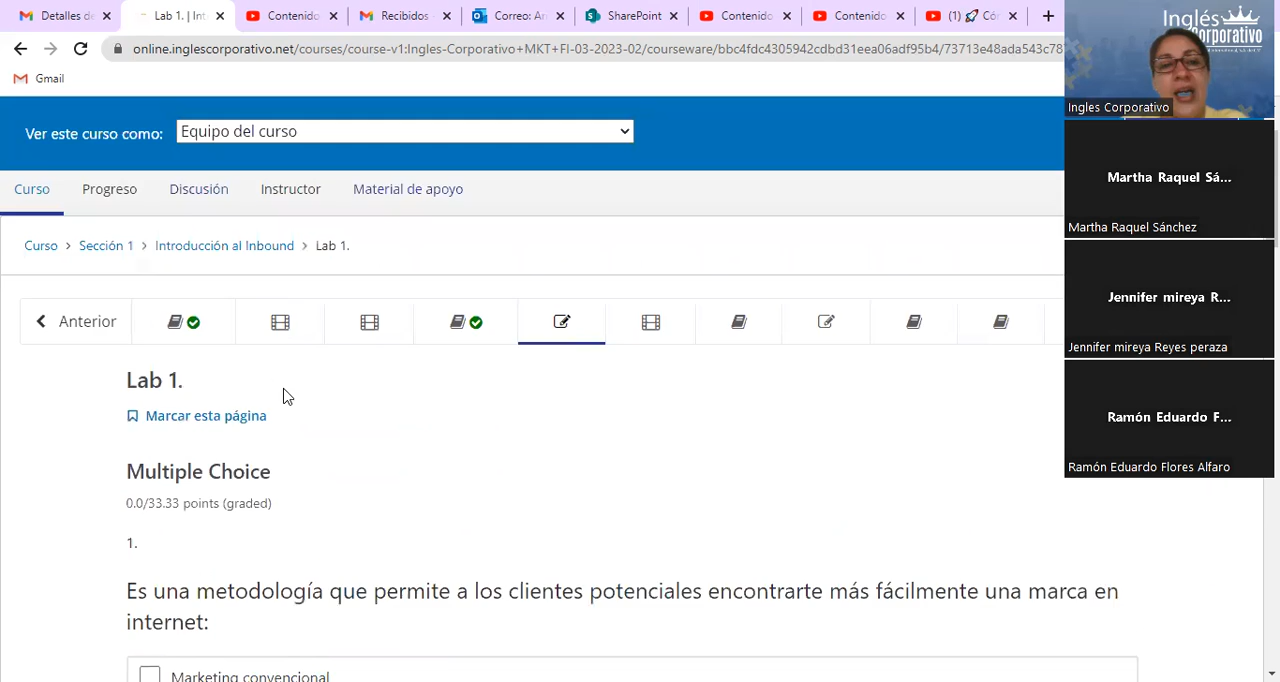 Detalles de
Lab 1. | Int
Contenido
Recibidos
Correo: An
SharePoint
Contenido
Contenido
(1) 🚀 Cór
online.inglescorporativo.net/courses/course-v1:Ingles-Corporativo+MKT+FI-03-2023-02/courseware/bbc4fdc4305942cdbd31eea06adf95b4/73713e48ada543c78
Gmail
Inglés
Corporativo
Ingles Corporativo
Ver este curso como:
Equipo del curso
Curso
Progreso
Discusión
Instructor
Material de apoyo
Martha Raquel Sá...
Martha Raquel Sánchez
Curso > Sección 1 > Introducción al Inbound > Lab 1.
Jennifer mireya R...
Jennifer mireya Reyes peraza
Anterior
Lab 1.
Marcar esta página
Ramón Eduardo F...
Ramón Eduardo Flores Alfaro
Multiple Choice
0.0/33.33 points (graded)
1.
Es una metodología que permite a los clientes potenciales encontrarte más fácilmente una marca en
internet:
Marketing convencional